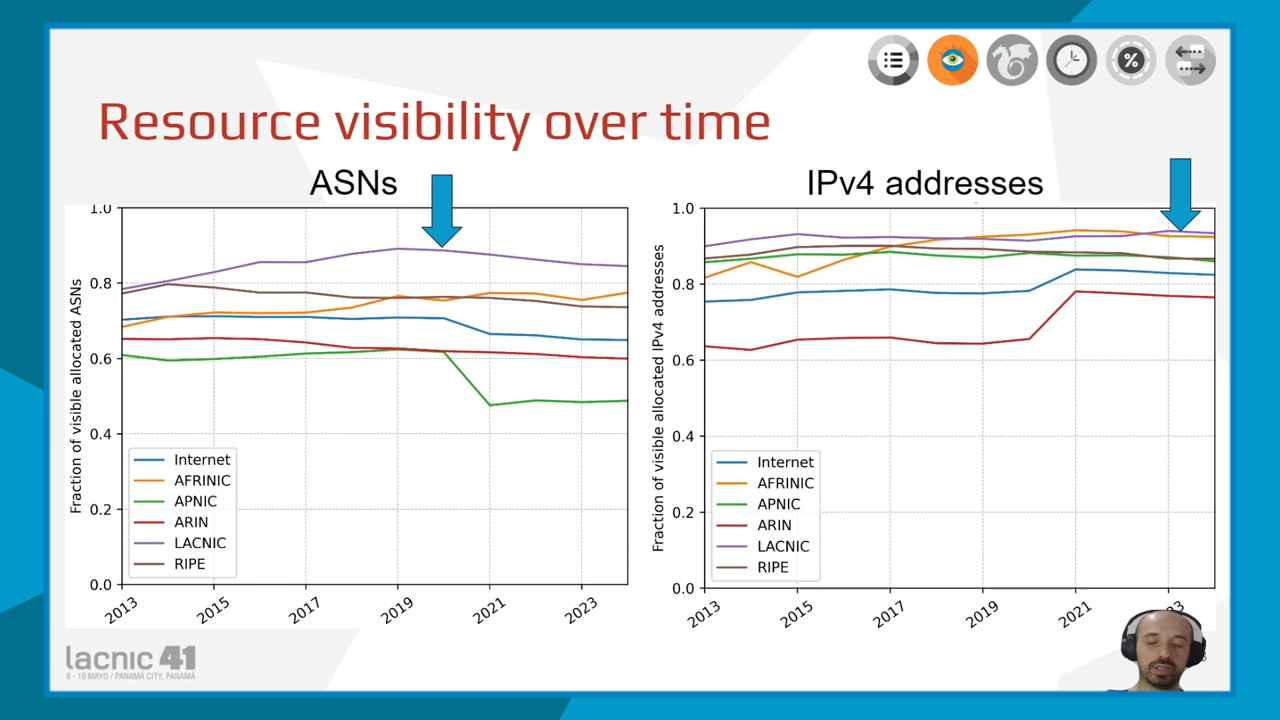 %
Resource visibility over time
ASNs
IPv4 addresses
1.0
0.8
0.6
0.4
0.2
0.0
Fraction of visible allocated ASNs
Internet
AFRINIC
APNIC
ARIN
LACNIC
RIPE
2013
2015
2017
2019
2021
2023
1.0
0.8
0.6
0.4
0.2
0.0
Fraction of visible allocated IPv4 addresses
Internet
AFRINIC
APNIC
ARIN
LACNIC
RIPE
2013
2015
2017
2019
2021
23
lacnic 41
6 - 10 MAYO / PANAMÁ CITY, PANAMÁ